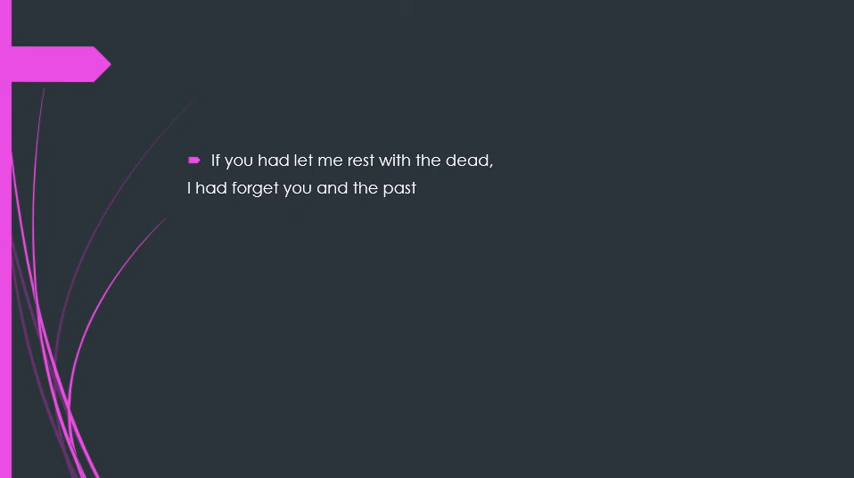 If you had let me rest with the dead,
I had forget you and the past